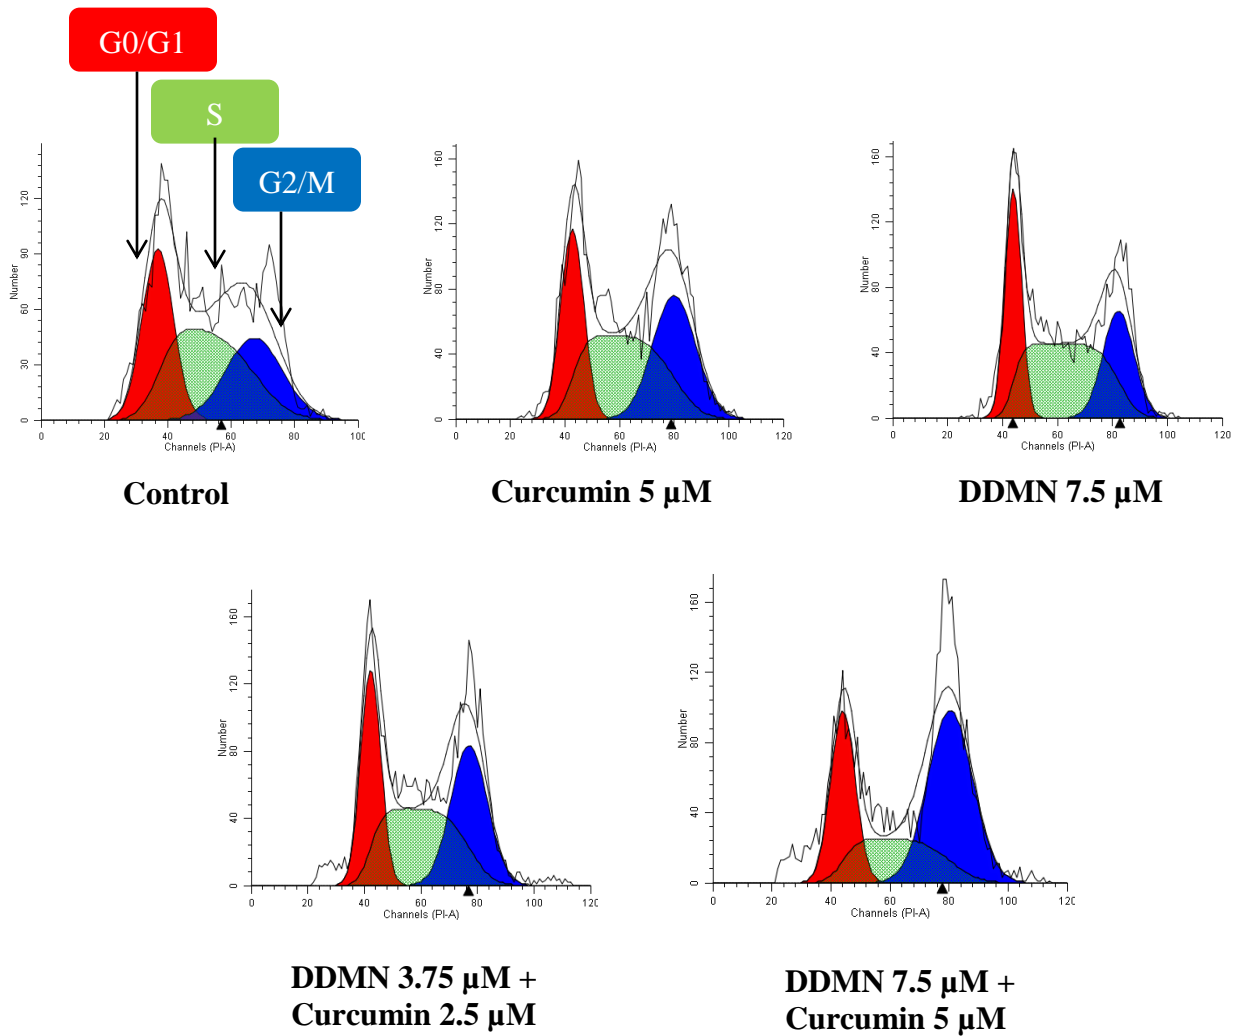 G0/G1
S
G2/M
Number
0 30 60 90 120
0 20 40 60 80 100
Channels (PI-A)
Control
Number
0 40 80 120 160
0 20 40 60 80 100 120
Channels (PI-A)
Curcumin 5 µM
Number
0 40 80 120 160
0 20 40 60 80 100 120
Channels (PI-A)
DDMN 7.5 µM
Number
0 40 80 120 160
0 20 40 60 80 100 120
Channels (PI-A)
DDMN 3.75 µM +
Curcumin 2.5 µM
Number
0 40 80 120 160
0 20 40 60 80 100 120
Channels (PI-A)
DDMN 7.5 µM +
Curcumin 5 µM